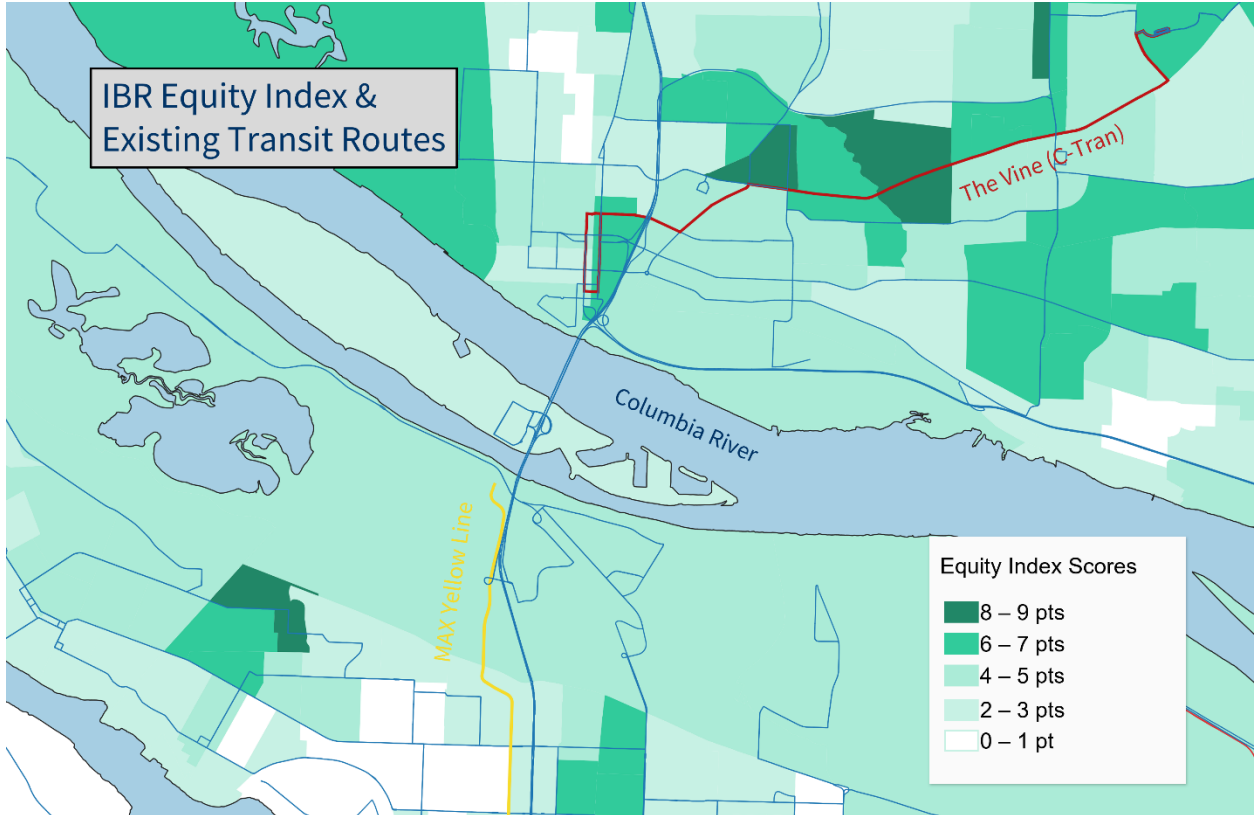 IBR Equity Index &
Existing Transit Routes
The Vine (C-Tran)
Columbia River
MAX Yellow Line
Equity Index Scores
8 – 9 pts
6 – 7 pts
4 – 5 pts
2 – 3 pts
0 – 1 pt